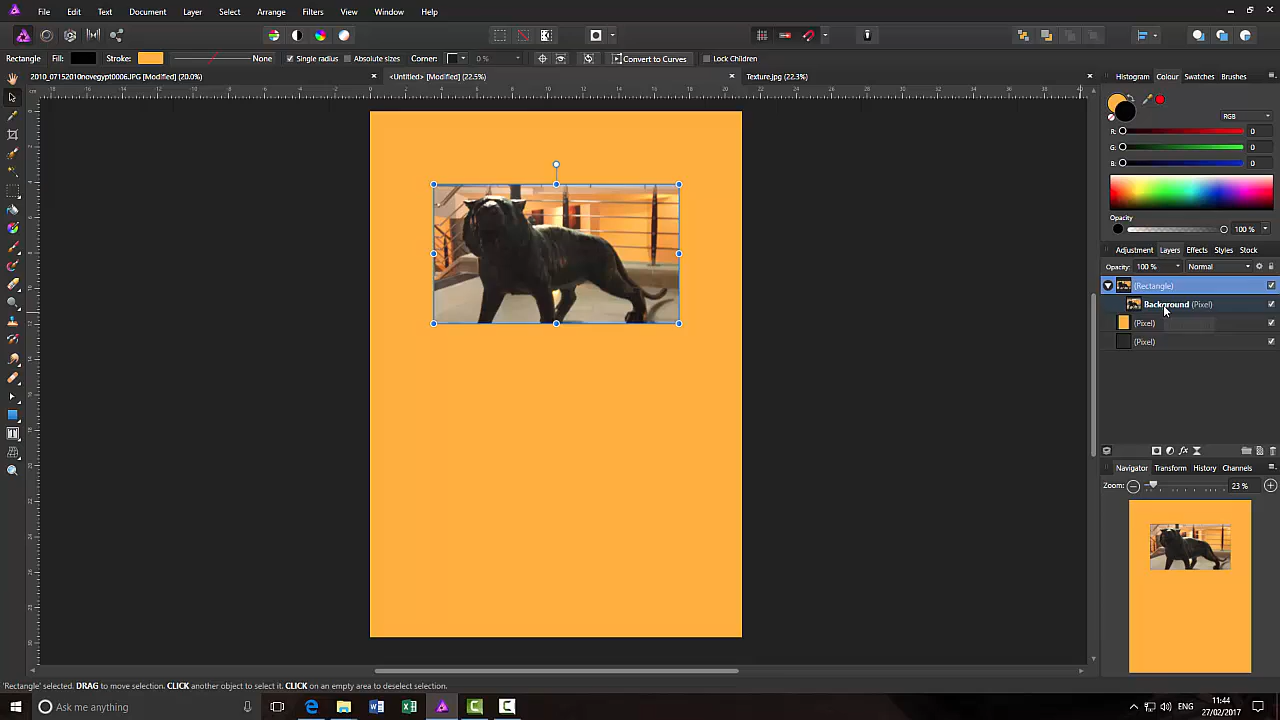 File Edit Text Document Layer Select Arrange Filters View Window Help
Rectangle Fill: Stroke: None Single radius Absolute sizes Corner: 0 % Convert to Curves Lock Children
2010_07152010novegypt0006.JPG [Modified] (20.0%) <Untitled> [Modified] (22.5%) Texture.jpg (22.3%)
Histogram Colour Swatches Brushes
RGB
R: 0
G: 0
B: 0
Opacity
100 %
Adjustment Layers Effects Styles Stock
Opacity: 100 % Normal
(Rectangle)
Background (Pixel)
(Pixel)
(Pixel)
Navigator Transform History Channels
Zoom: 23 %
'Rectangle' selected. DRAG to move selection. CLICK another object to select it. CLICK on an empty area to deselect selection.
Ask me anything
ENG
11:44
27/02/2017